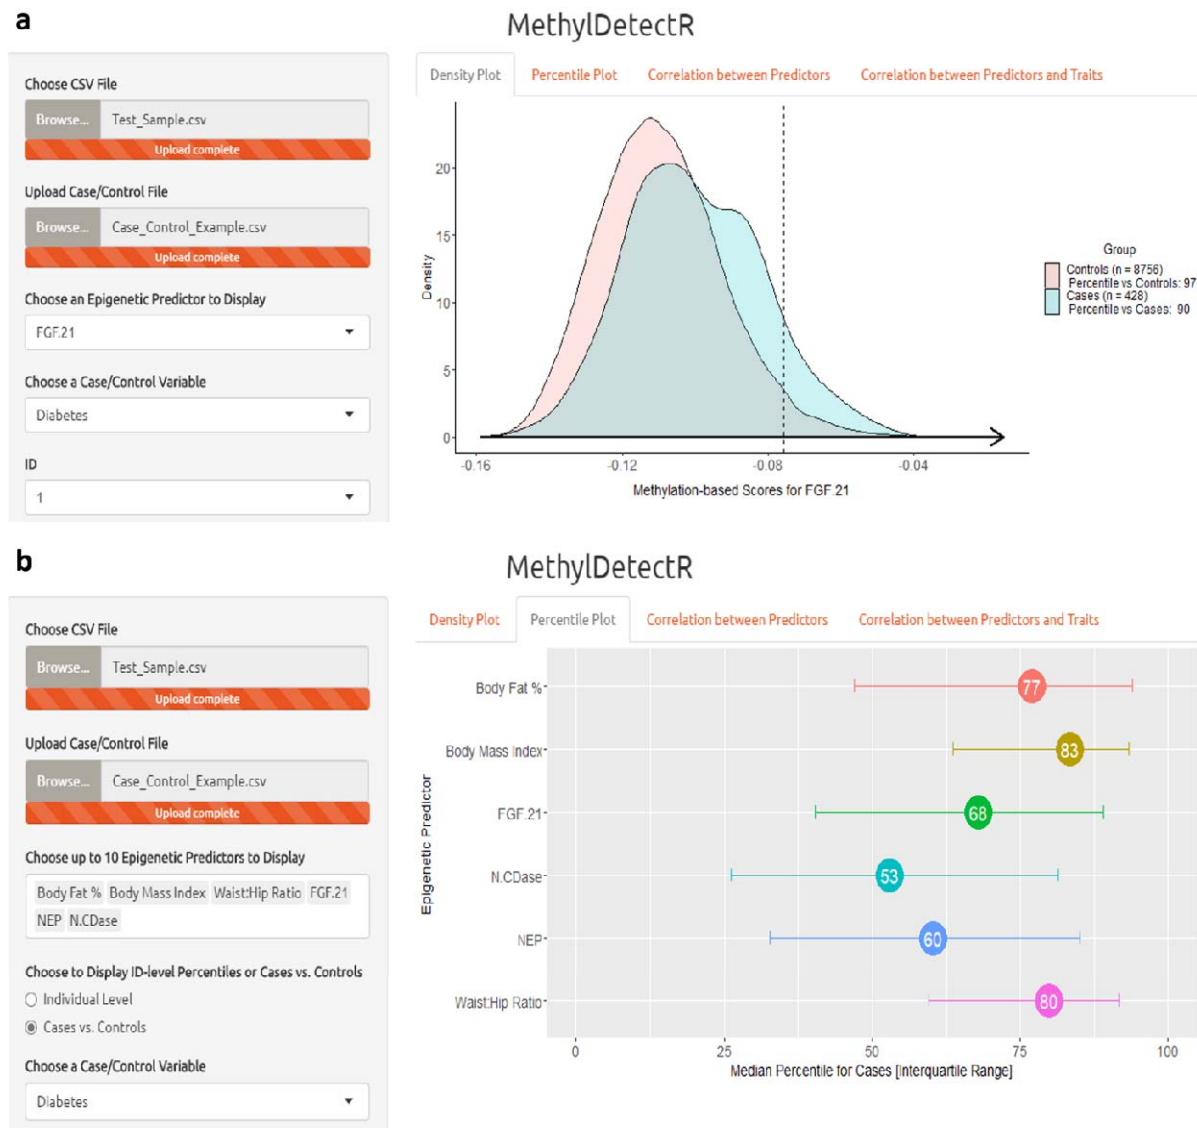 a
MethylDetectR
Choose CSV File
Browse... Test_Sample.csv
Upload complete
Upload Case/Control File
Browse... Case_Control_Example.csv
Upload complete
Choose an Epigenetic Predictor to Display
FGF.21
Choose a Case/Control Variable
Diabetes
ID
1
Density Plot Percentile Plot Correlation between Predictors Correlation between Predictors and Traits
Density
20
15
10
5
0
-0.16 -0.12 -0.08 -0.04
Methylation-based Scores for FGF.21
Group
Controls (n = 8756)
Percentile vs Controls: 97
Cases (n = 428)
Percentile vs Cases: 90
b
MethylDetectR
Choose CSV File
Browse... Test_Sample.csv
Upload complete
Upload Case/Control File
Browse... Case_Control_Example.csv
Upload complete
Choose up to 10 Epigenetic Predictors to Display
Body Fat % Body Mass Index Waist:Hip Ratio FGF.21
NEP N.CDase
Choose to Display ID-level Percentiles or Cases vs. Controls
Individual Level
Cases vs. Controls
Choose a Case/Control Variable
Diabetes
Density Plot Percentile Plot Correlation between Predictors Correlation between Predictors and Traits
Epigenetic Predictor
Body Fat % 77
Body Mass Index 83
FGF.21 68
N.CDase 53
NEP 60
Waist:Hip Ratio 80
0 25 50 75 100
Median Percentile for Cases [Interquartile Range]